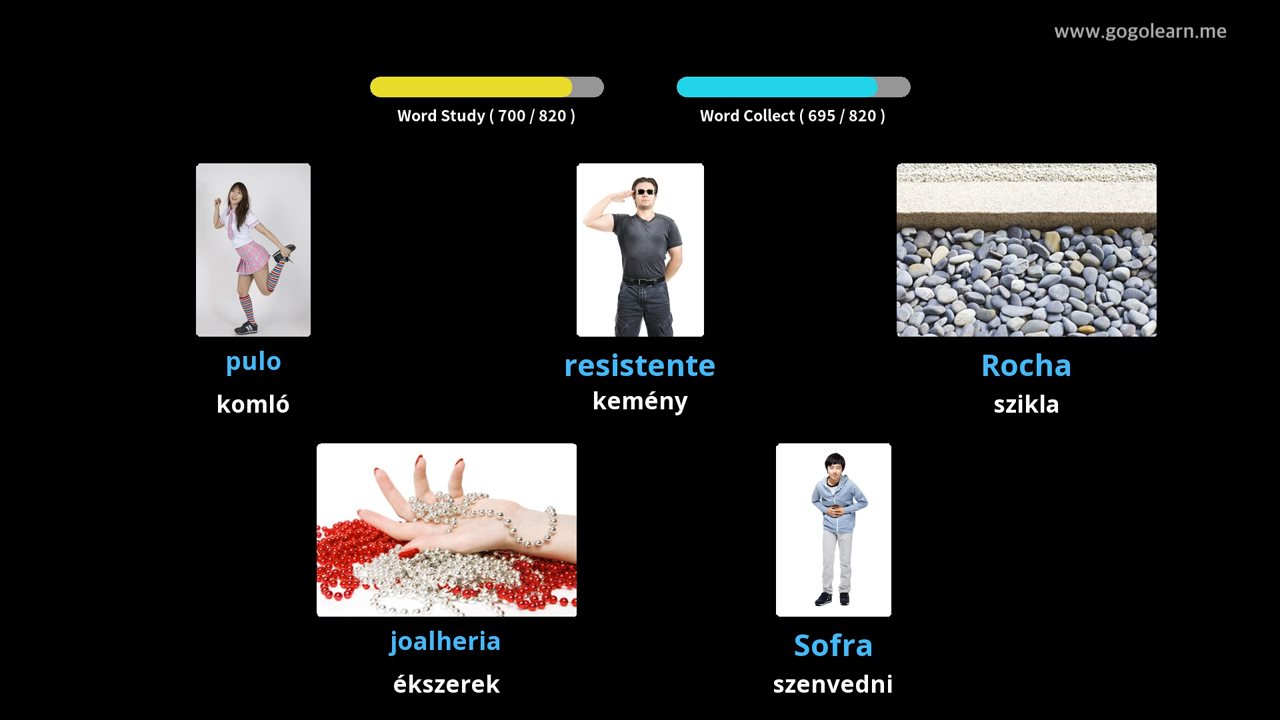 www.gogolearn.me
Word Study ( 700 / 820 )
Word Collect ( 695 / 820 )
pulo
komló
resistente
kemény
Rocha
szikla
joalheria
ékszerek
Sofra
szenvedni